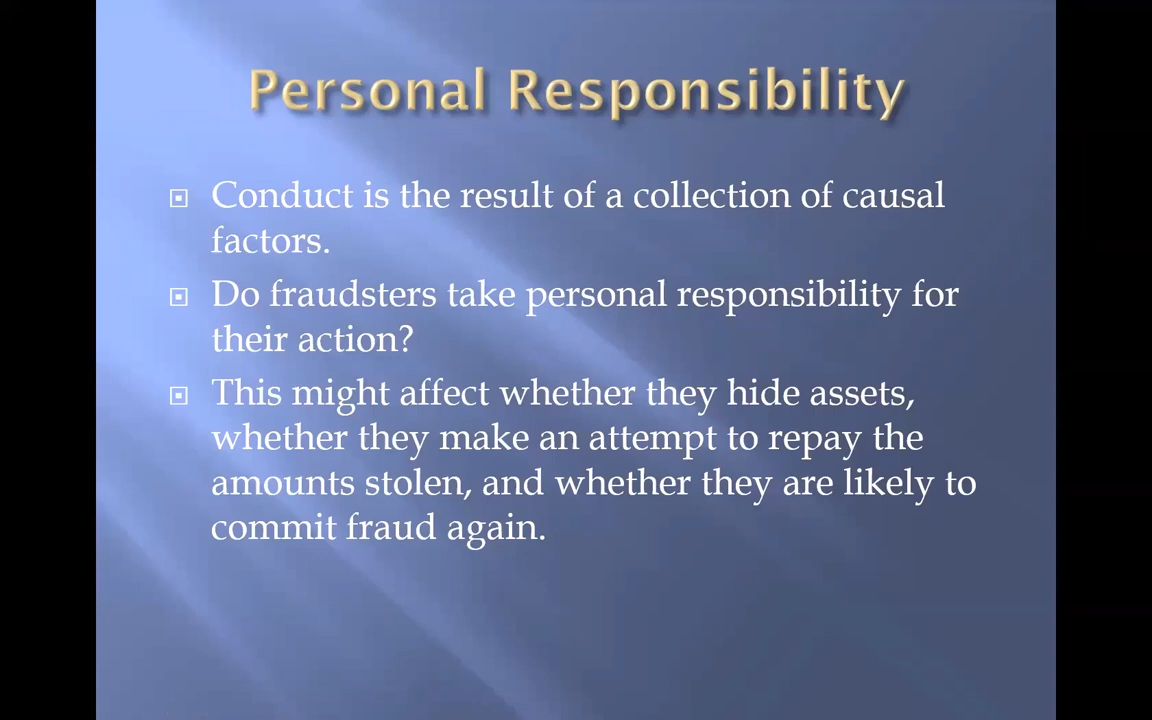 Personal Responsibility
Conduct is the result of a collection of causal
factors.
Do fraudsters take personal responsibility for
their action?
This might affect whether they hide assets,
whether they make an attempt to repay the
amounts stolen, and whether they are likely to
commit fraud again.